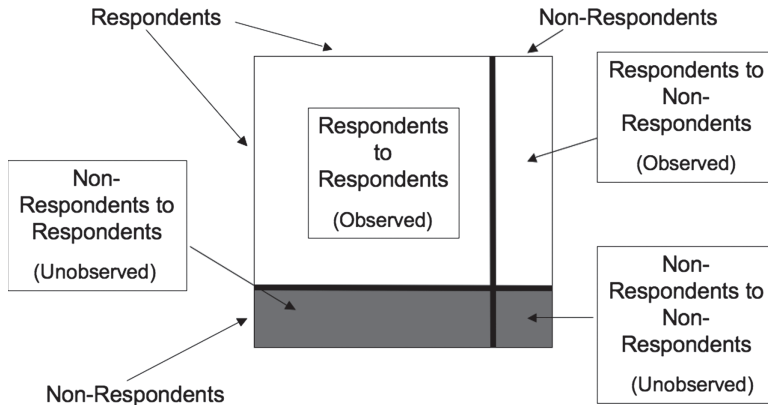 Respondents
Non-Respondents
Respondents to
Non-
Respondents
(Observed)
Respondents
to
Respondents
(Observed)
Non-
Respondents to
Respondents
(Unobserved)
Non-
Respondents to
Non-
Respondents
(Unobserved)
Non-Respondents